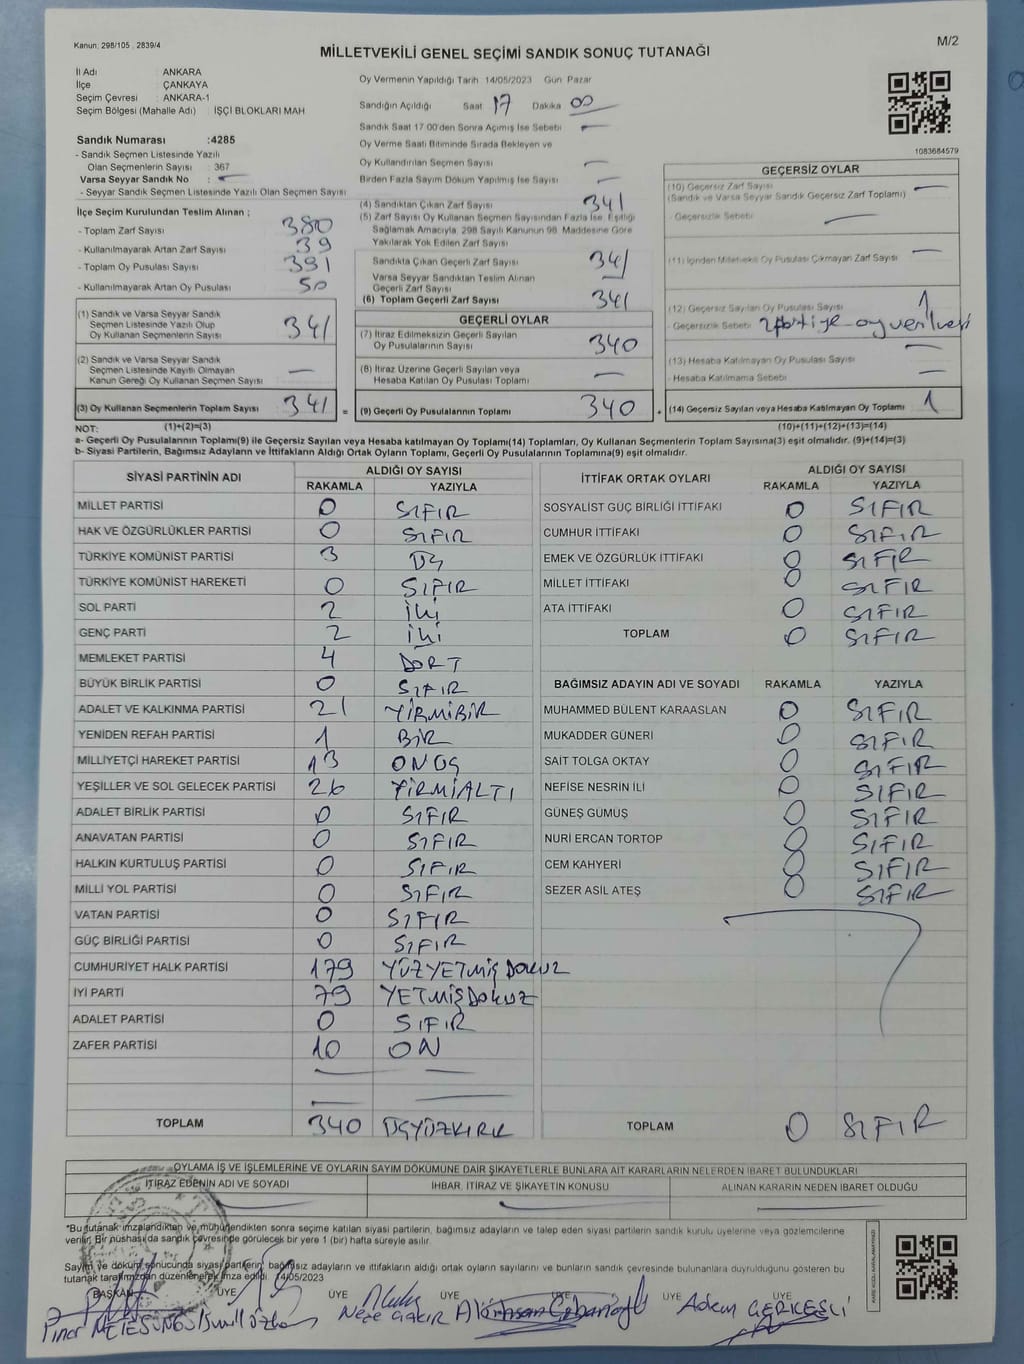 Kanun: 298/105 , 2839/4
M/2
MİLLETVEKİLİ GENEL SEÇİMİ SANDIK SONUÇ TUTANAĞI
İl Adı : ANKARA
İlçe : ÇANKAYA
Seçim Çevresi : ANKARA-1
Seçim Bölgesi (Mahalle Adı) : İŞÇİ BLOKLARI MAH
Sandık Numarası :4285
- Sandık Seçmen Listesinde Yazılı
Olan Seçmenlerin Sayısı : 367
Varsa Seyyar Sandık No : -
- Seyyar Sandık Seçmen Listesinde Yazılı Olan Seçmen Sayısı
İlçe Seçim Kurulundan Teslim Alınan ;
- Toplam Zarf Sayısı : 380
- Kullanılmayarak Artan Zarf Sayısı : 39
- Toplam Oy Pusulası Sayısı : 391
- Kullanılmayarak Artan Oy Pusulası : 50
(1) Sandık ve Varsa Seyyar Sandık
Seçmen Listesinde Yazılı Olup
Oy Kullanan Seçmenlerin Sayısı : 341
(2) Sandık ve Varsa Seyyar Sandık
Seçmen Listesinde Kayıtlı Olmayan
Kanun Gereği Oy Kullanan Seçmen Sayısı : -
(3) Oy Kullanan Seçmenlerin Toplam Sayısı : 341 =
Oy Vermenin Yapıldığı Tarih 14/05/2023 Gün Pazar
Sandığın Açıldığı Saat 17 Dakika 00
Sandık Saat 17:00'den Sonra Açılmış İse Sebebi -
Oy Verme Saati Bitiminde Sırada Bekleyen ve
Oy Kullandırılan Seçmen Sayısı : -
Birden Fazla Sayım Döküm Yapılmış İse Sayısı : -
(4) Sandıktan Çıkan Zarf Sayısı : 341
(5) Zarf Sayısı Oy Kullanan Seçmen Sayısından Fazla İse, Eşitliği
Sağlamak Amacıyla, 298 Sayılı Kanunun 98. Maddesine Göre
Yakılarak Yok Edilen Zarf Sayısı
Sandıkta Çıkan Geçerli Zarf Sayısı : 341
Varsa Seyyar Sandıktan Teslim Alınan
Geçerli Zarf Sayısı : -
(6) Toplam Geçerli Zarf Sayısı : 341
GEÇERLİ OYLAR
(7) İtiraz Edilmeksizin Geçerli Sayılan
Oy Pusulalarının Sayısı : 340
(8) İtiraz Üzerine Geçerli Sayılan veya
Hesaba Katılan Oy Pusulası Toplamı : -
(9) Geçerli Oy Pusulalarının Toplamı : 340 +
1083684579
GEÇERSİZ OYLAR
(10) Geçersiz Zarf Sayısı : -
(Sandık ve Varsa Seyyar Sandık Geçersiz Zarf Toplamı)
- Geçersizlik Sebebi : -
(11) İçinden Milletvekili Oy Pusulası Çıkmayan Zarf Sayısı : -
(12) Geçersiz Sayılan Oy Pusulası Sayısı : 1
- Geçersizlik Sebebi : 2 partiye oy verilmesi
(13) Hesaba Katılmayan Oy Pusulası Sayısı : -
- Hesaba Katılmama Sebebi : -
(14) Geçersiz Sayılan veya Hesaba Katılmayan Oy Toplamı : 1
NOT: (1)+(2)=(3) (10)+(11)+(12)+(13)=(14)
a- Geçerli Oy Pusulalarının Toplamı(9) ile Geçersiz Sayılan veya Hesaba katılmayan Oy Toplamı(14) Toplamları, Oy Kullanan Seçmenlerin Toplam Sayısına(3) eşit olmalıdır. (9)+(14)=(3)
b- Siyasi Partilerin, Bağımsız Adayların ve İttifakların Aldığı Ortak Oyların Toplamı, Geçerli Oy Pusulalarının Toplamına(9) eşit olmalıdır.
SİYASİ PARTİNİN ADI ALDIĞI OY SAYISI
RAKAMLA YAZIYLA
MİLLET PARTİSİ 0 SIFIR
HAK VE ÖZGÜRLÜKLER PARTİSİ 0 SIFIR
TÜRKİYE KOMÜNİST PARTİSİ 3 ÜÇ
TÜRKİYE KOMÜNİST HAREKETİ 0 SIFIR
SOL PARTİ 2 İki
GENÇ PARTİ 2 İki
MEMLEKET PARTİSİ 4 DÖRT
BÜYÜK BİRLİK PARTİSİ 0 SIFIR
ADALET VE KALKINMA PARTİSİ 21 YİRMİBİR
YENİDEN REFAH PARTİSİ 1 BİR
MİLLİYETÇİ HAREKET PARTİSİ 13 ONÜÇ
YEŞİLLER VE SOL GELECEK PARTİSİ 26 YİRMİALTI
ADALET BİRLİK PARTİSİ 0 SIFIR
ANAVATAN PARTİSİ 0 SIFIR
HALKIN KURTULUŞ PARTİSİ 0 SIFIR
MİLLİ YOL PARTİSİ 0 SIFIR
VATAN PARTİSİ 0 SIFIR
GÜÇ BİRLİĞİ PARTİSİ 0 SIFIR
CUMHURİYET HALK PARTİSİ 179 YÜZYETMİŞDOKUZ
İYİ PARTİ 79 YETMİŞDOKUZ
ADALET PARTİSİ 0 SIFIR
ZAFER PARTİSİ 10 ON
TOPLAM 340 ÜÇYÜZKIRK
İTTİFAK ORTAK OYLARI ALDIĞI OY SAYISI
RAKAMLA YAZIYLA
SOSYALİST GÜÇ BİRLİĞİ İTTİFAKI 0 SIFIR
CUMHUR İTTİFAKI 0 SIFIR
EMEK VE ÖZGÜRLÜK İTTİFAKI 0 SIFIR
MİLLET İTTİFAKI 0 SIFIR
ATA İTTİFAKI 0 SIFIR
TOPLAM 0 SIFIR
BAĞIMSIZ ADAYIN ADI VE SOYADI RAKAMLA YAZIYLA
MUHAMMED BÜLENT KARAASLAN 0 SIFIR
MUKADDER GÜNERİ 0 SIFIR
SAİT TOLGA OKTAY 0 SIFIR
NEFİSE NESRİN İLİ 0 SIFIR
GÜNEŞ GÜMÜŞ 0 SIFIR
NURİ ERCAN TORTOP 0 SIFIR
CEM KAHYERİ 0 SIFIR
SEZER ASİL ATEŞ 0 SIFIR
TOPLAM 0 SIFIR
OYLAMA İŞ VE İŞLEMLERİNE VE OYLARIN SAYIM DÖKÜMÜNE DAİR ŞİKAYETLERLE BUNLARA AİT KARARLARIN NELERDEN İBARET BULUNDUKLARI
İTİRAZ EDENİN ADI VE SOYADI İHBAR, İTİRAZ VE ŞİKAYETİN KONUSU ALINAN KARARIN NEDEN İBARET OLDUĞU
*Bu tutanak imzalandıktan ve mühürlendikten sonra seçime katılan siyasi partilerin, bağımsız adayların ve talep eden siyasi partilerin sandık kurulu üyelerine veya gözlemcilerine
verilir. Bir nüshası da sandık çevresinde görülecek bir yere 1 (bir) hafta süreyle asılır.
Sayım ve döküm sonucunda siyasi partilerin, bağımsız adayların ve ittifakların aldığı ortak oyların sayılarını ve bunların sandık çevresinde bulunanlara duyrulduğunu gösteren bu
tutanak tarafımızdan düzenlenerek imza edildi. 14/05/2023
BAŞKAN ÜYE ÜYE ÜYE ÜYE ÜYE ÜYE
Pınar